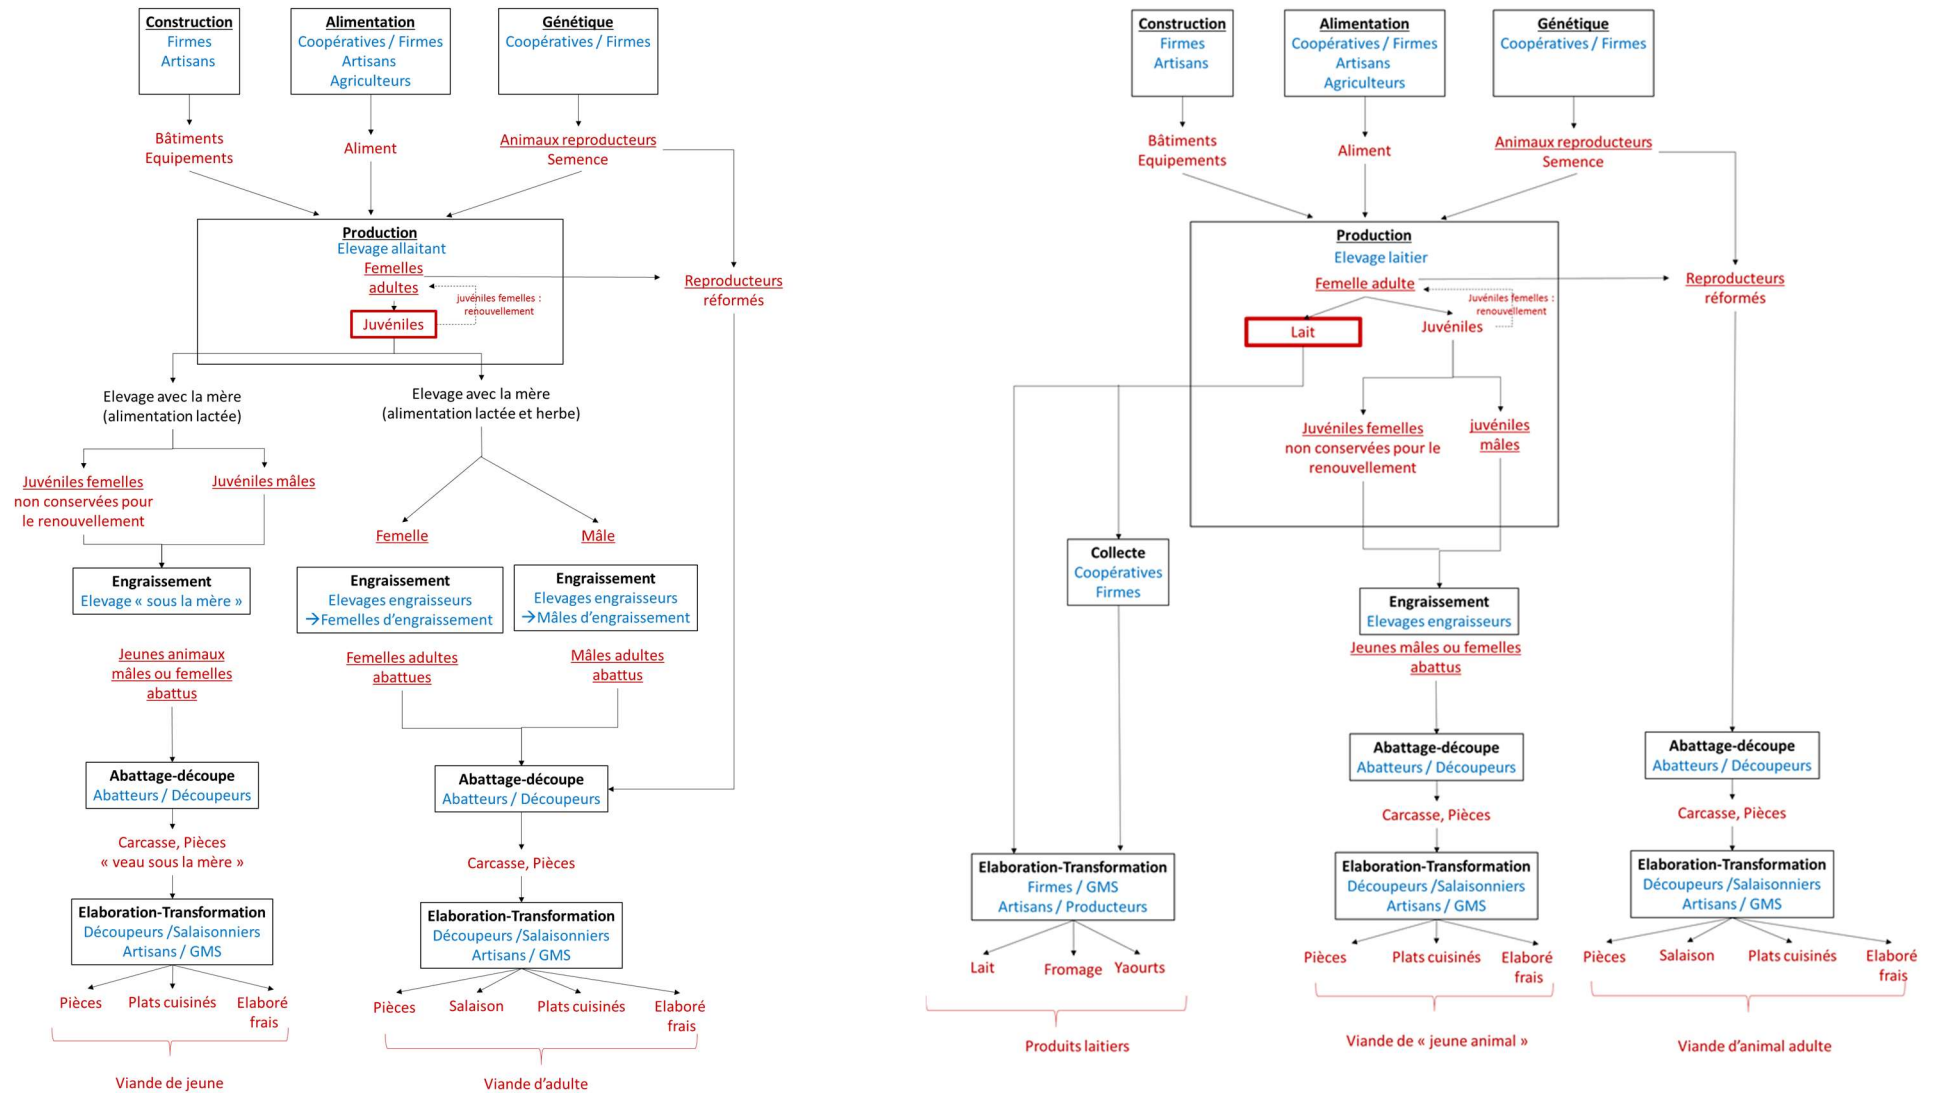 Construction
Firmes
Artisans
Alimentation
Coopératives / Firmes
Artisans
Agriculteurs
Génétique
Coopératives / Firmes
Bâtiments
Equipements
Aliment
Animaux reproducteurs
Semence
Production
Elevage allaitant
Femelles
adultes
juvéniles femelles :
renouvellement
Juvéniles
Reproducteurs
réformés
Elevage avec la mère
(alimentation lactée)
Elevage avec la mère
(alimentation lactée et herbe)
Juvéniles femelles
non conservées pour
le renouvellement
Juvéniles mâles
Femelle
Mâle
Engraissement
Elevage « sous la mère »
Engraissement
Elevages engraisseurs
→Femelles d’engraissement
Engraissement
Elevages engraisseurs
→Mâles d’engraissement
Jeunes animaux
mâles ou femelles
abattus
Femelles adultes
abattues
Mâles adultes
abattus
Abattage-découpe
Abatteurs / Découpeurs
Abattage-découpe
Abatteurs / Découpeurs
Carcasse, Pièces
« veau sous la mère »
Carcasse, Pièces
Elaboration-Transformation
Découpeurs /Salaisonniers
Artisans / GMS
Elaboration-Transformation
Découpeurs /Salaisonniers
Artisans / GMS
Pièces
Plats cuisinés
Elaboré
frais
Pièces
Salaison
Plats cuisinés
Elaboré
frais
Viande de jeune
Viande d’adulte
Construction
Firmes
Artisans
Alimentation
Coopératives / Firmes
Artisans
Agriculteurs
Génétique
Coopératives / Firmes
Bâtiments
Equipements
Aliment
Animaux reproducteurs
Semence
Production
Elevage laitier
Femelle adulte
Juvéniles femelles :
renouvellement
Lait
Juvéniles
Reproducteurs
réformés
Juvéniles femelles
non conservées pour le
renouvellement
juvéniles
mâles
Collecte
Coopératives
Firmes
Engraissement
Elevages engraisseurs
Jeunes mâles ou femelles
abattus
Abattage-découpe
Abatteurs / Découpeurs
Abattage-découpe
Abatteurs / Découpeurs
Carcasse, Pièces
Carcasse, Pièces
Elaboration-Transformation
Firmes / GMS
Artisans / Producteurs
Elaboration-Transformation
Découpeurs /Salaisonniers
Artisans / GMS
Elaboration-Transformation
Découpeurs /Salaisonniers
Artisans / GMS
Lait
Fromage
Yaourts
Pièces
Plats cuisinés
Elaboré
frais
Pièces
Salaison
Plats cuisinés
Elaboré
frais
Produits laitiers
Viande de « jeune animal »
Viande d’animal adulte